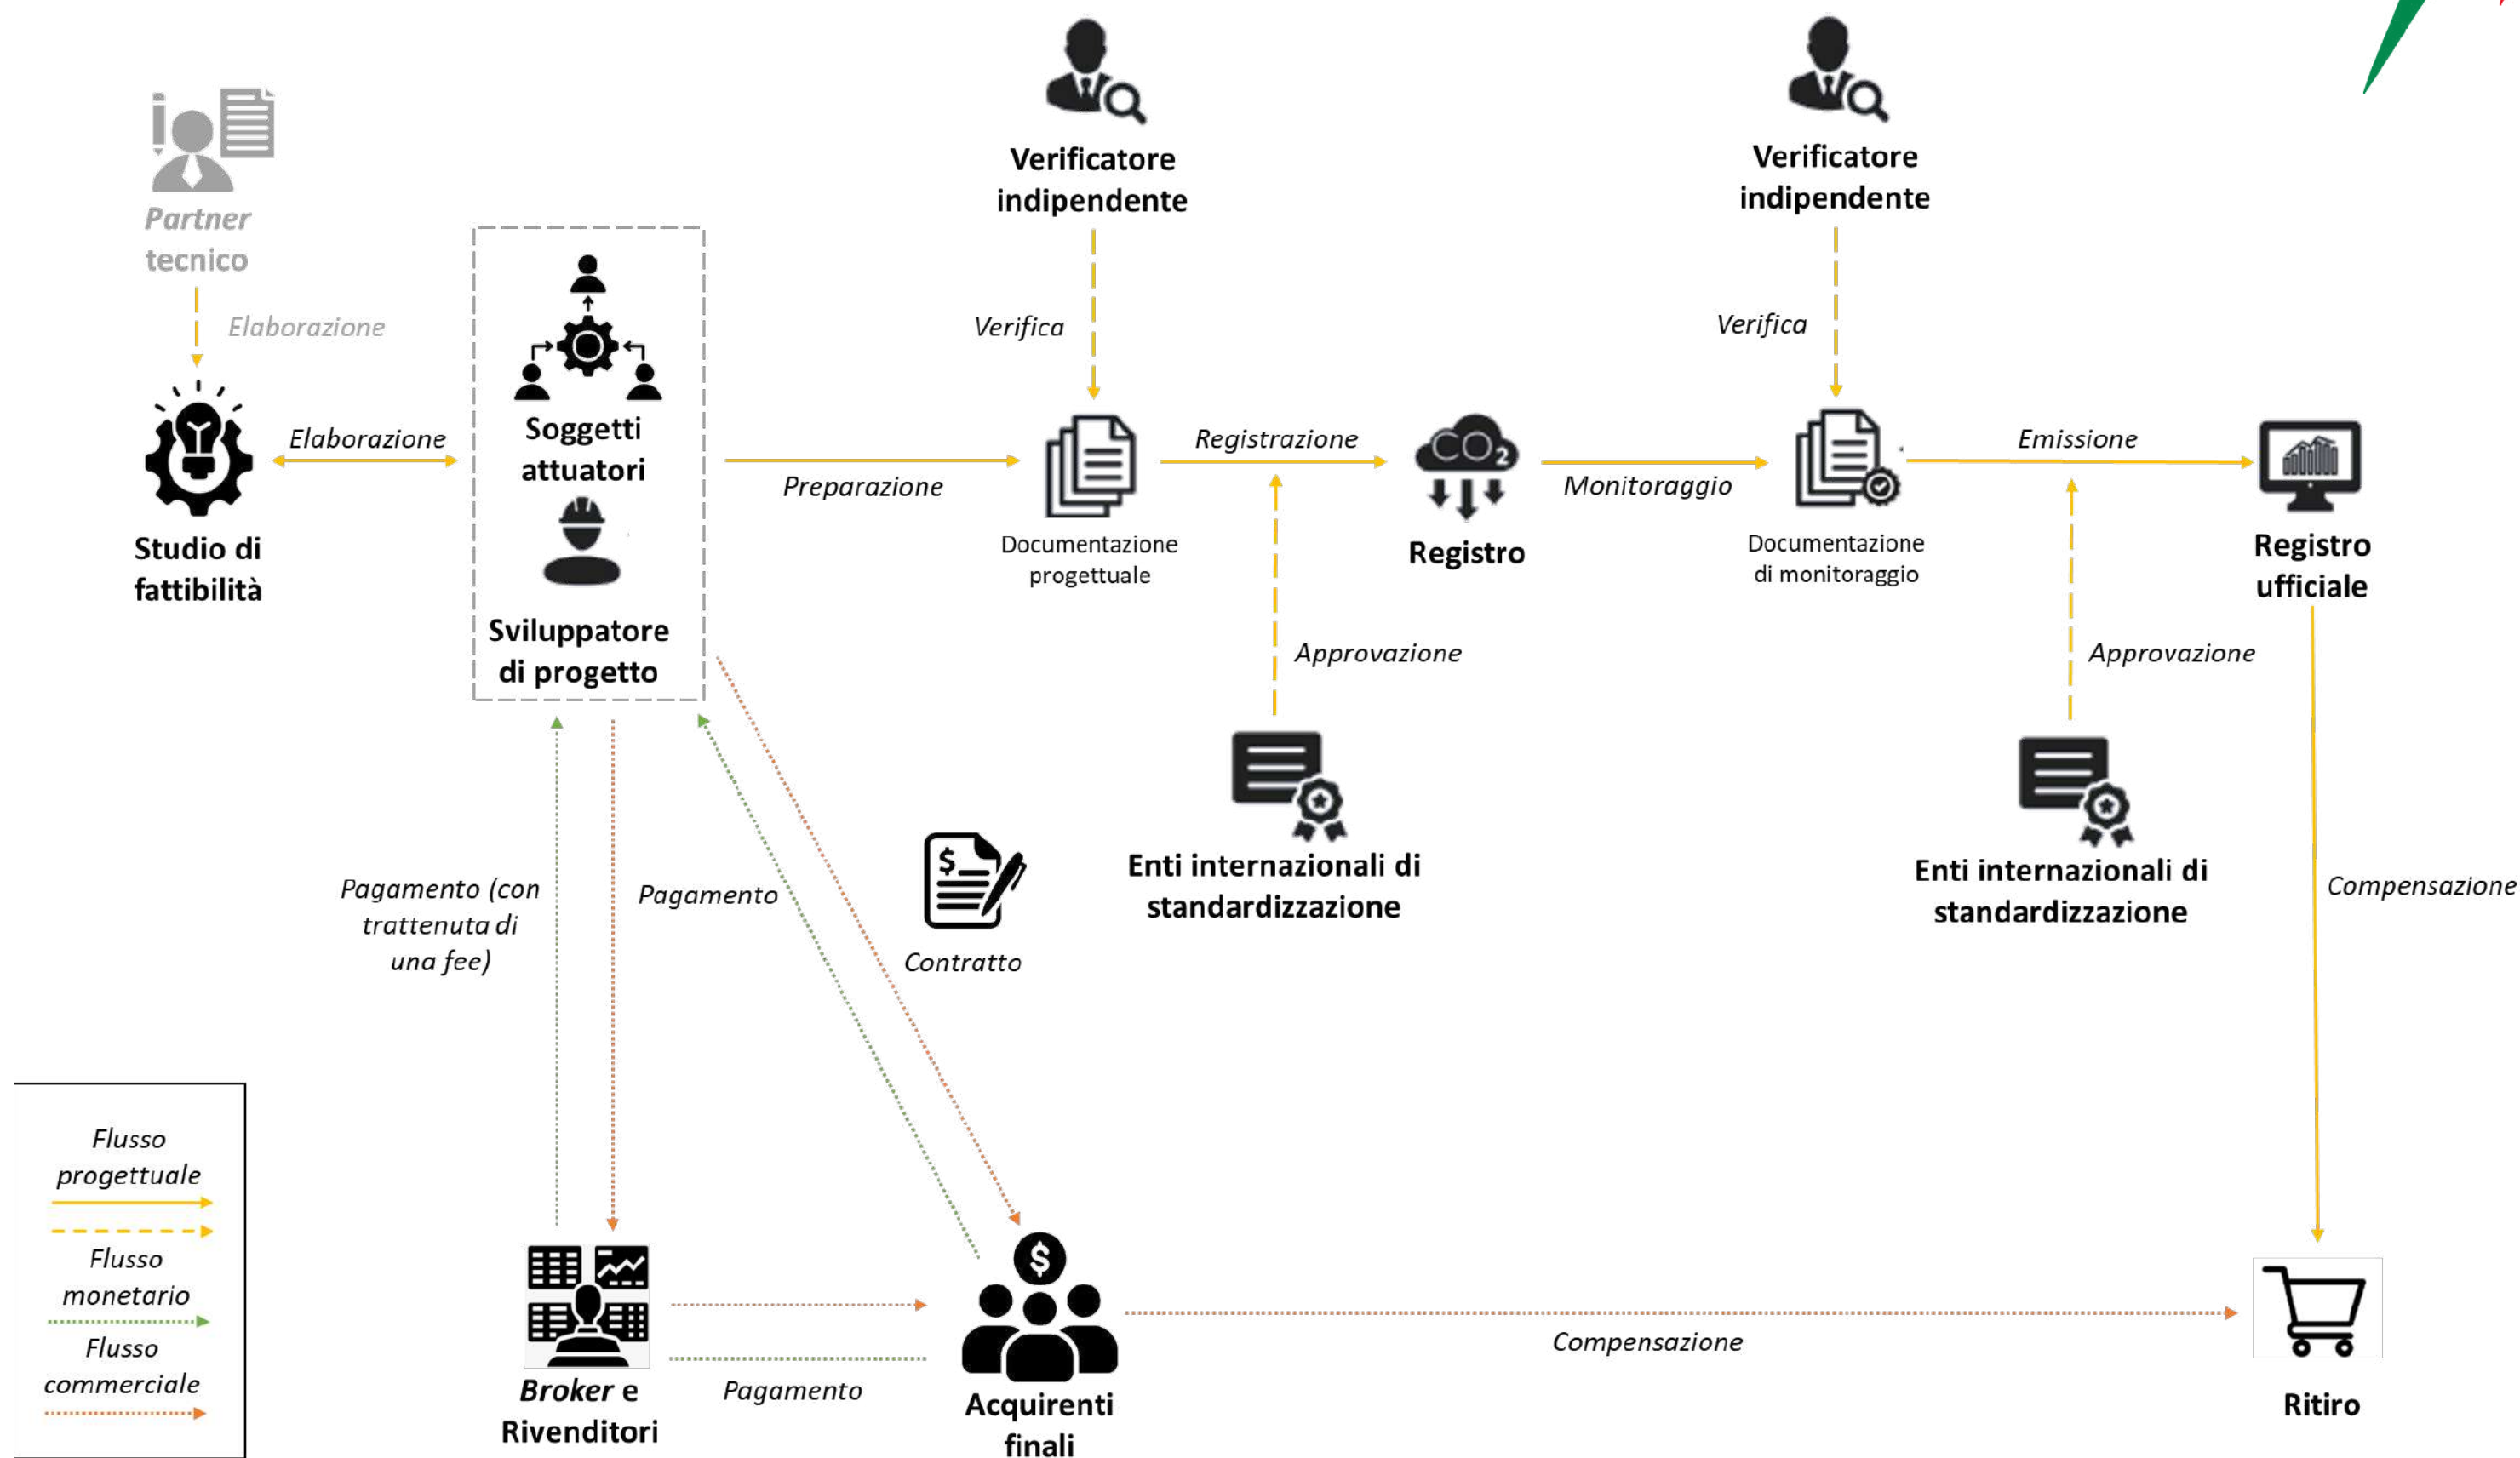 Partner
tecnico
Elaborazione
Studio di
fattibilità
Elaborazione
Soggetti
attuatori
Sviluppatore
di progetto
Preparazione
Verificatore
indipendente
Verifica
Documentazione
progettuale
Registrazione
Approvazione
Enti internazionali di
standardizzazione
CO2
Registro
Monitoraggio
Verificatore
indipendente
Verifica
Documentazione
di monitoraggio
Emissione
Approvazione
Enti internazionali di
standardizzazione
Registro
ufficiale
Compensazione
Pagamento (con
trattenuta di
una fee)
Pagamento
$
Contratto
Flusso
progettuale
Flusso
monetario
Flusso
commerciale
Broker e
Rivenditori
Pagamento
$
Acquirenti
finali
Compensazione
Ritiro